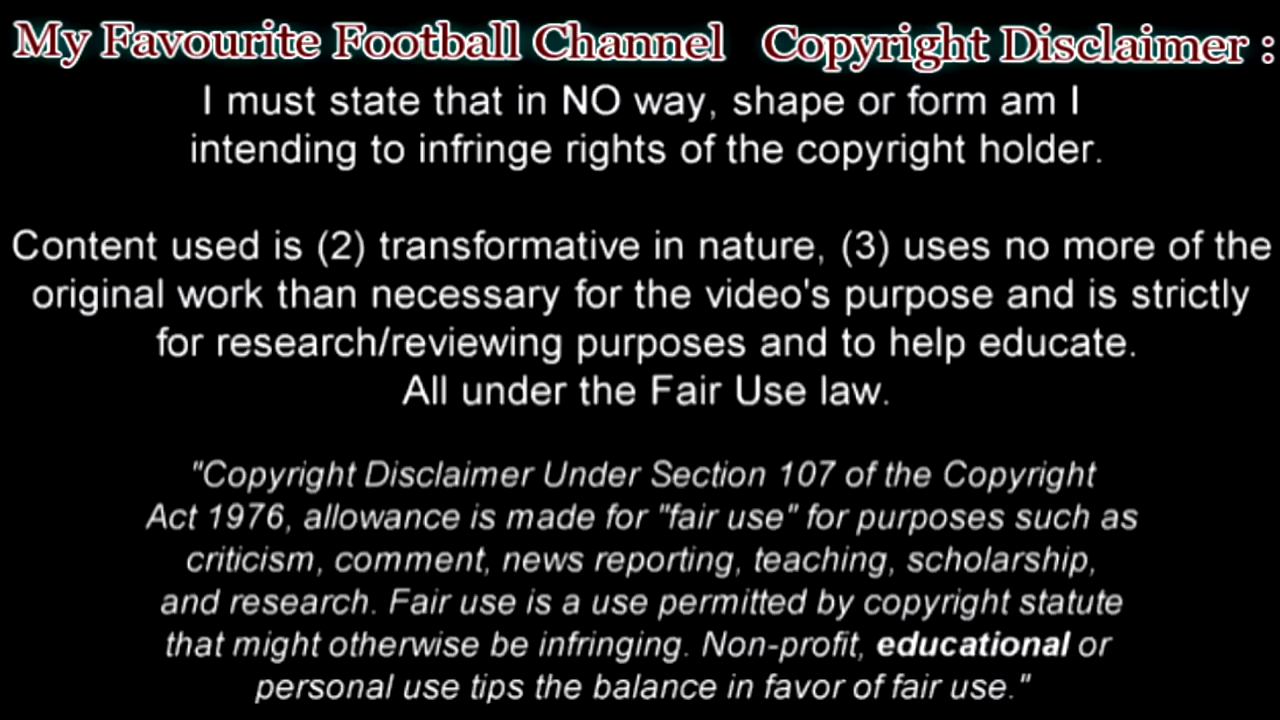 My Favourite Football Channel Copyright Disclaimer :
I must state that in NO way, shape or form am I
intending to infringe rights of the copyright holder.
Content used is (2) transformative in nature, (3) uses no more of the
original work than necessary for the video's purpose and is strictly
for research/reviewing purposes and to help educate.
All under the Fair Use law.
"Copyright Disclaimer Under Section 107 of the Copyright
Act 1976, allowance is made for "fair use" for purposes such as
criticism, comment, news reporting, teaching, scholarship,
and research. Fair use is a use permitted by copyright statute
that might otherwise be infringing. Non-profit, educational or
personal use tips the balance in favor of fair use."